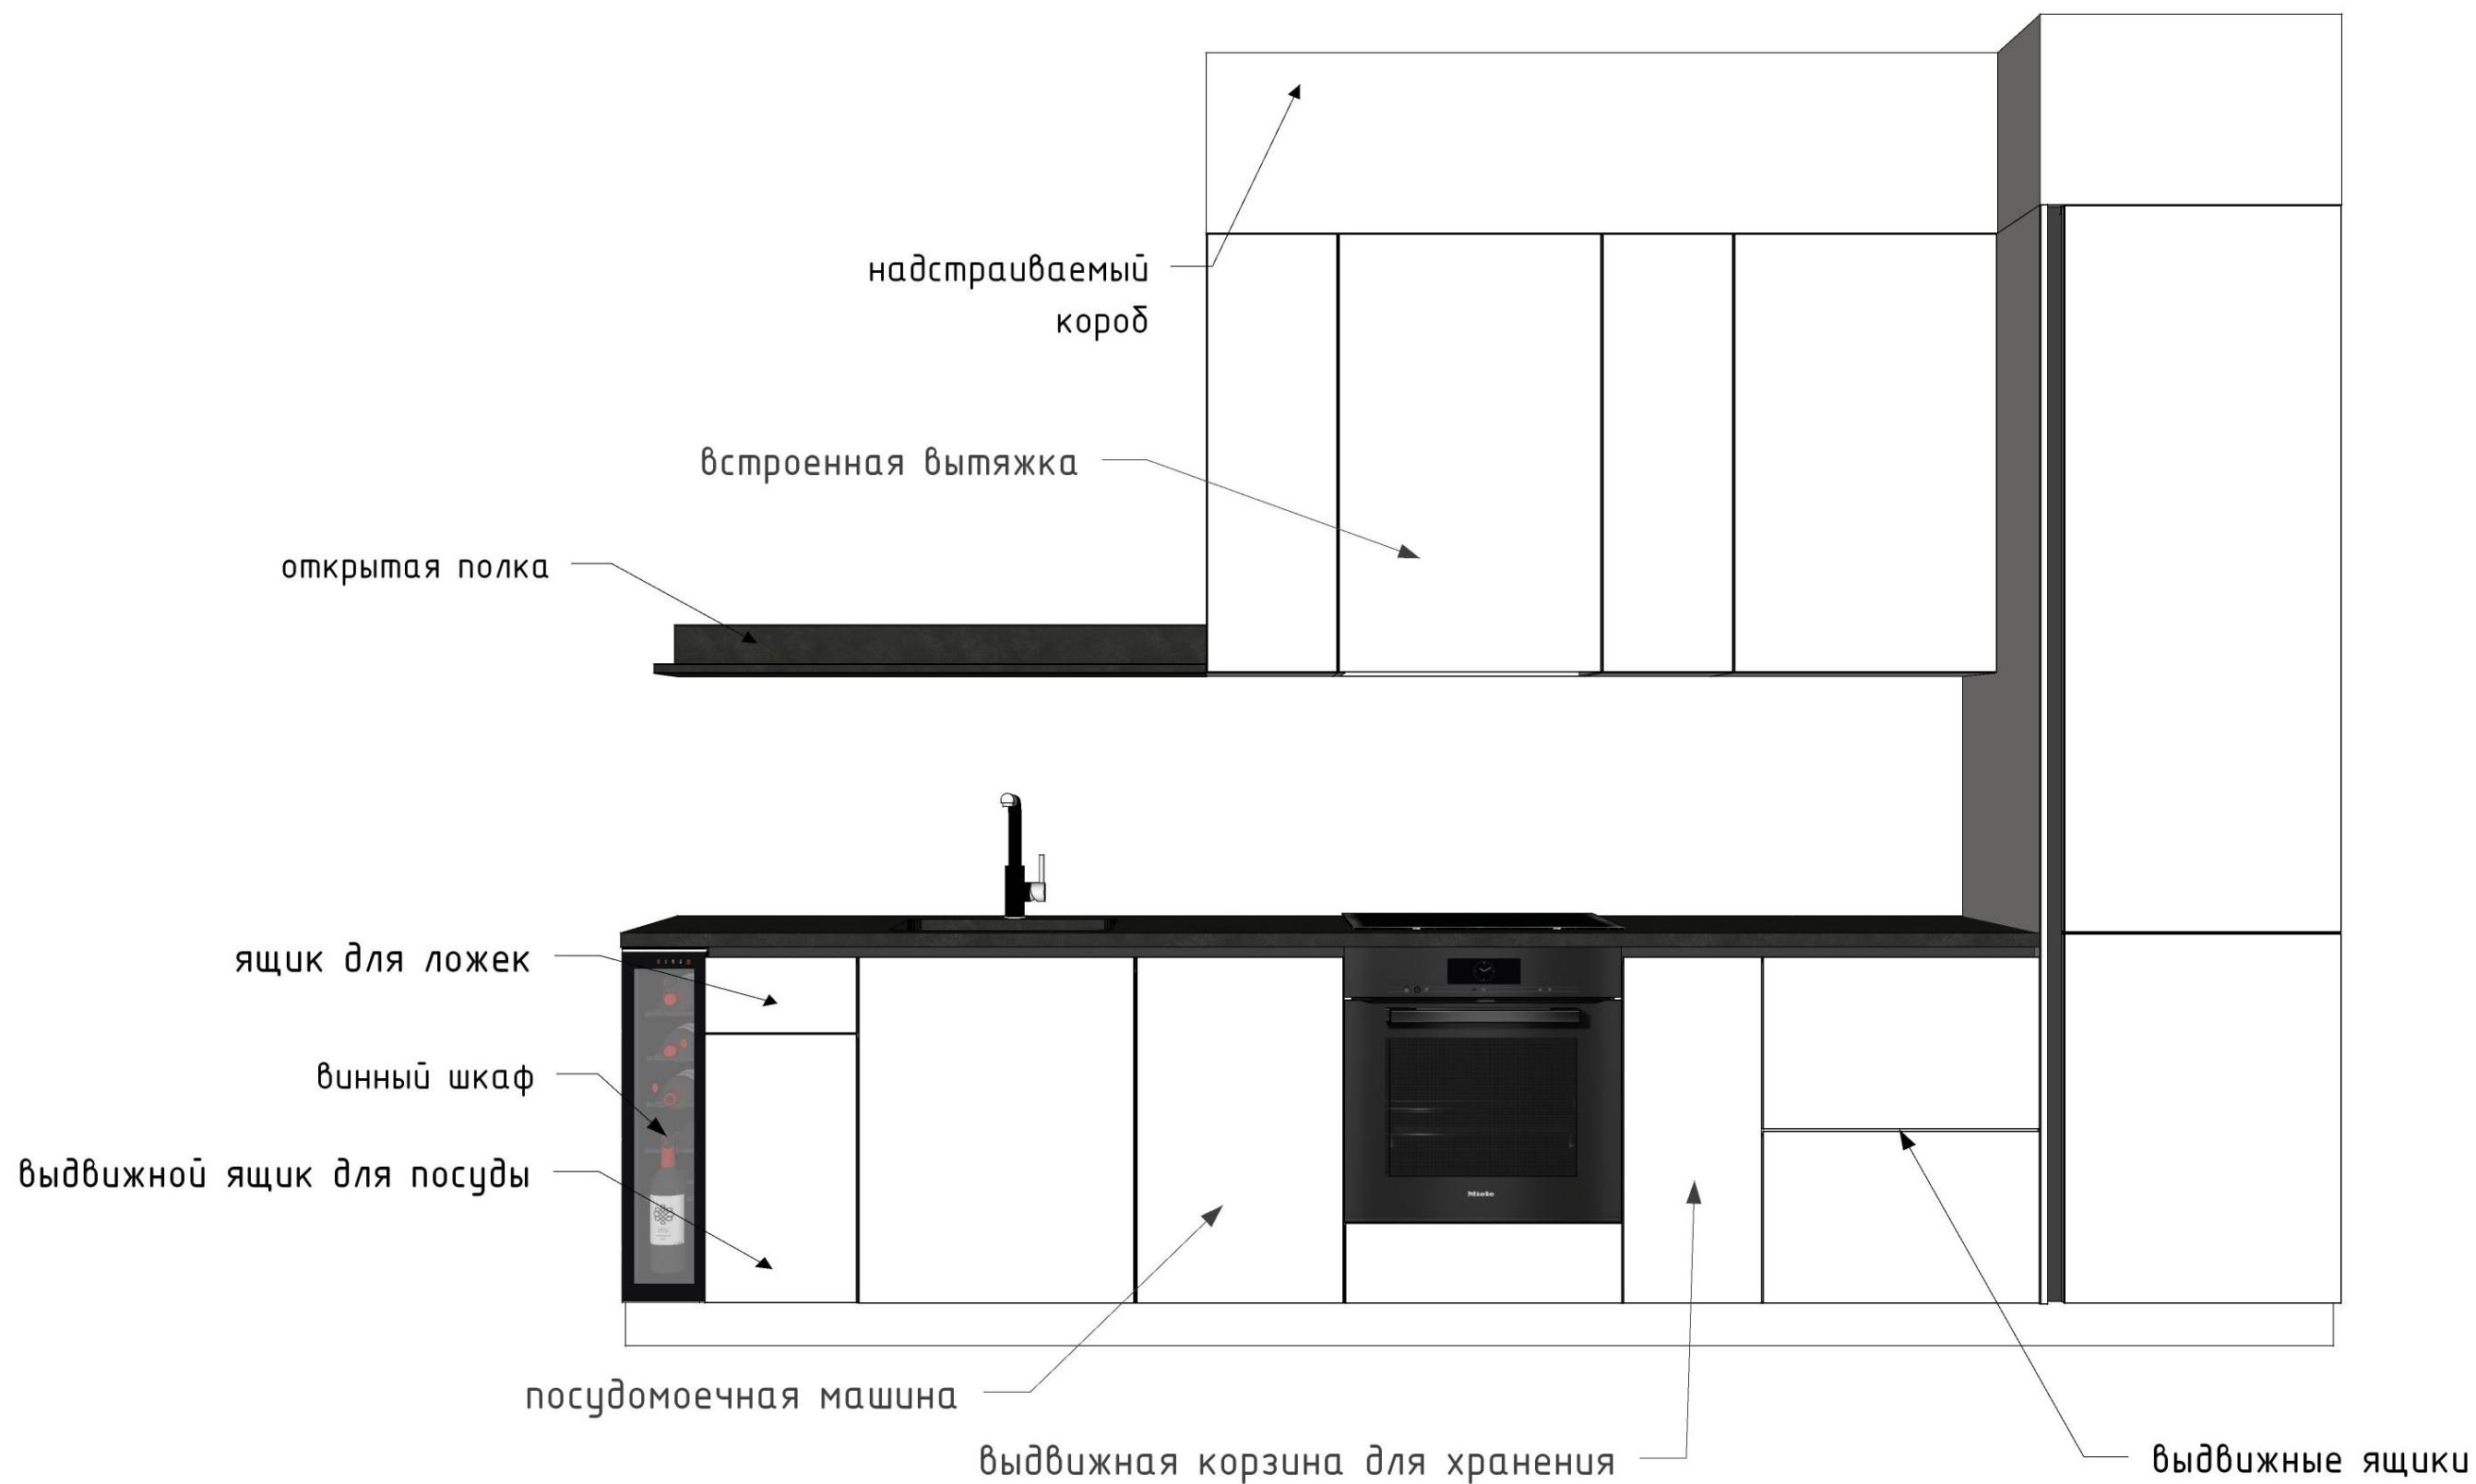 надстраиваемый
короб
встроенная вытяжка
открытая полка
ящик для ложек
винный шкаф
выдвижной ящик для посуды
Miele
посудомоечная машина
выдвижная корзина для хранения
выдвижные ящики